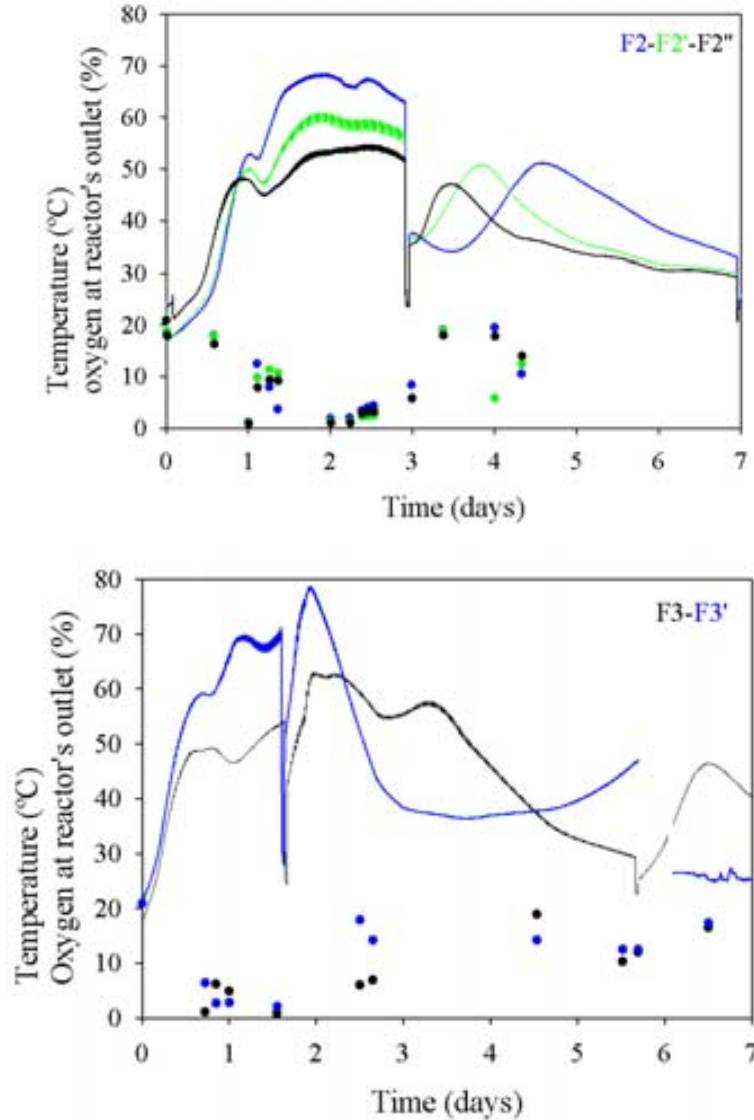 80
F2-F2'-F2"
70
60
50
40
30
20
10
0
Temperature (°C)
oxygen at reactor's outlet (%)
0 1 2 3 4 5 6 7
Time (days)
80
F3-F3'
70
60
50
40
30
20
10
0
Temperature (°C)
Oxygen at reactor's outlet (%)
0 1 2 3 4 5 6 7
Time (days)